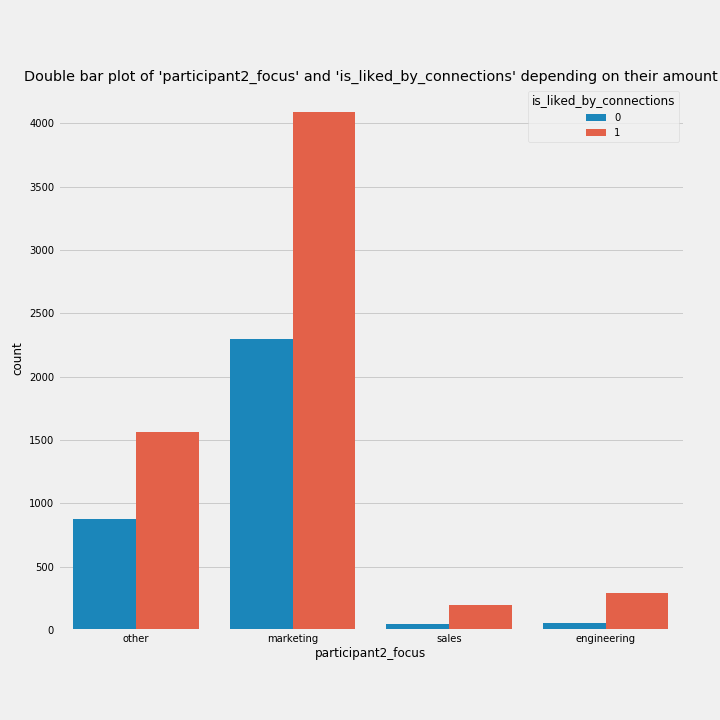 Double bar plot of 'participant2_focus' and 'is_liked_by_connections' depending on their amount
is_liked_by_connections
0
1
4000
3500
3000
2500
2000
1500
1000
500
0
count
other marketing sales engineering
participant2_focus